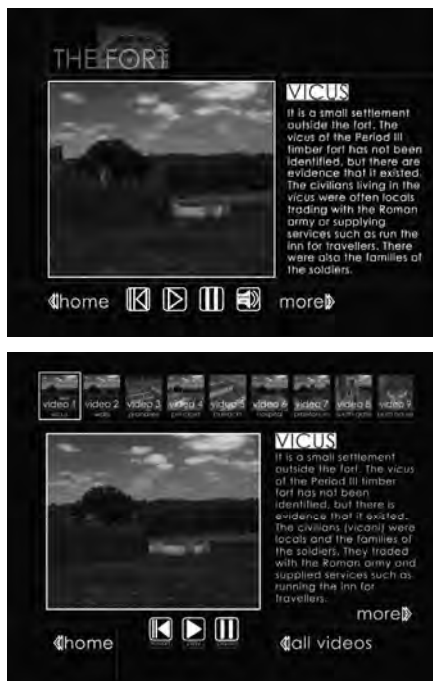 THE FORT
VICUS
It is a small settlement
outside the fort. The
vicus of the Period III
timber fort has not been
identified, but there are
evidence that it existed.
The civilians living in the
vicus were often locals
trading with the Roman
army or supplying
services such as run the
inn for travellers. There
were also the families of
the soldiers.
home more
video 1 video 2 video 3 video 4 video 5 video 6 video 7 video 8 video 9
vicus walls granaries principia hospital praetorium
VICUS
It is a small settlement
outside the fort. The vicus
of the Period III timber
fort has not been
identified, but there is
evidence that it existed.
The civilians (vicani) were
locals and the families of
the soldiers. They traded
with the Roman army and
supplied services such as
running the inn for
travellers.
more
home all videos